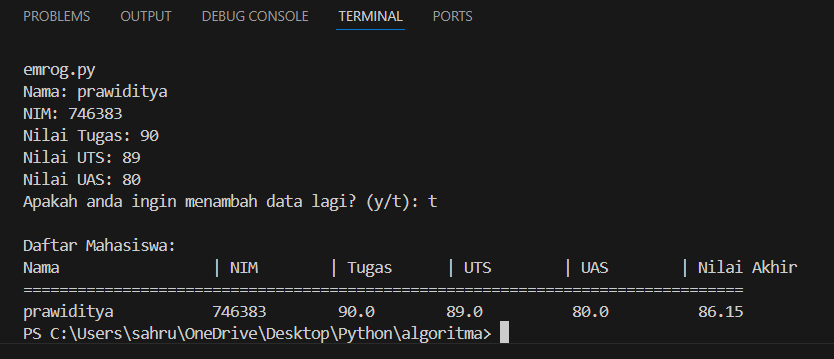 PROBLEMS OUTPUT DEBUG CONSOLE TERMINAL PORTS
emrog.py
Nama: prawiditya
NIM: 746383
Nilai Tugas: 90
Nilai UTS: 89
Nilai UAS: 80
Apakah anda ingin menambah data lagi? (y/t): t
Daftar Mahasiswa:
Nama | NIM | Tugas | UTS | UAS | Nilai Akhir
================================================================================
prawiditya 746383 90.0 89.0 80.0 86.15
PS C:\Users\sahru\OneDrive\Desktop\Python\algoritma>